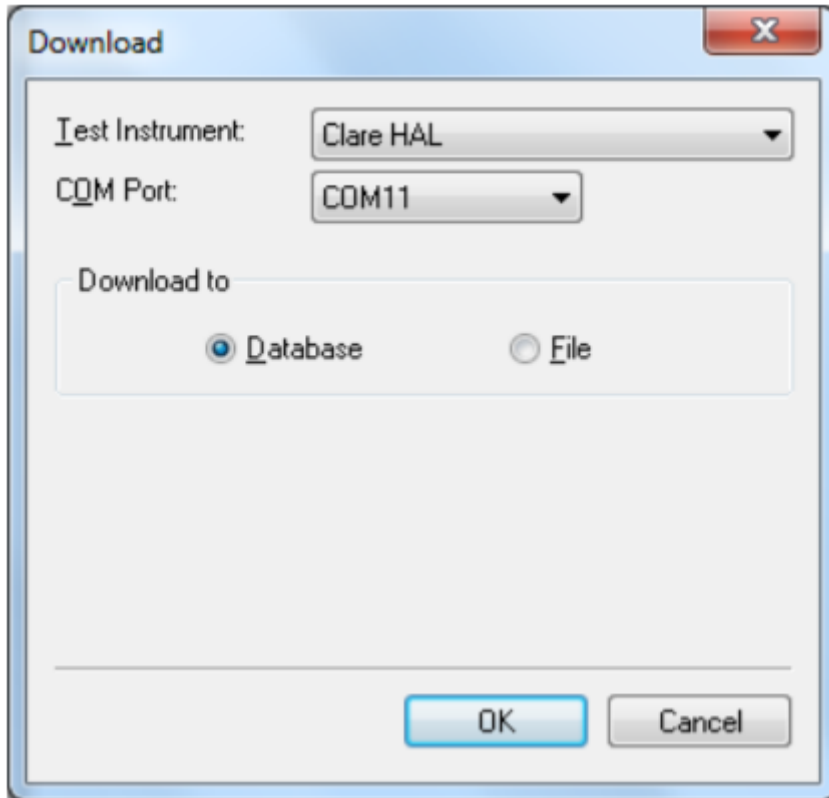 Download
Test Instrument: Clare HAL
COM Port: COM11
Download to
Database File
OK Cancel